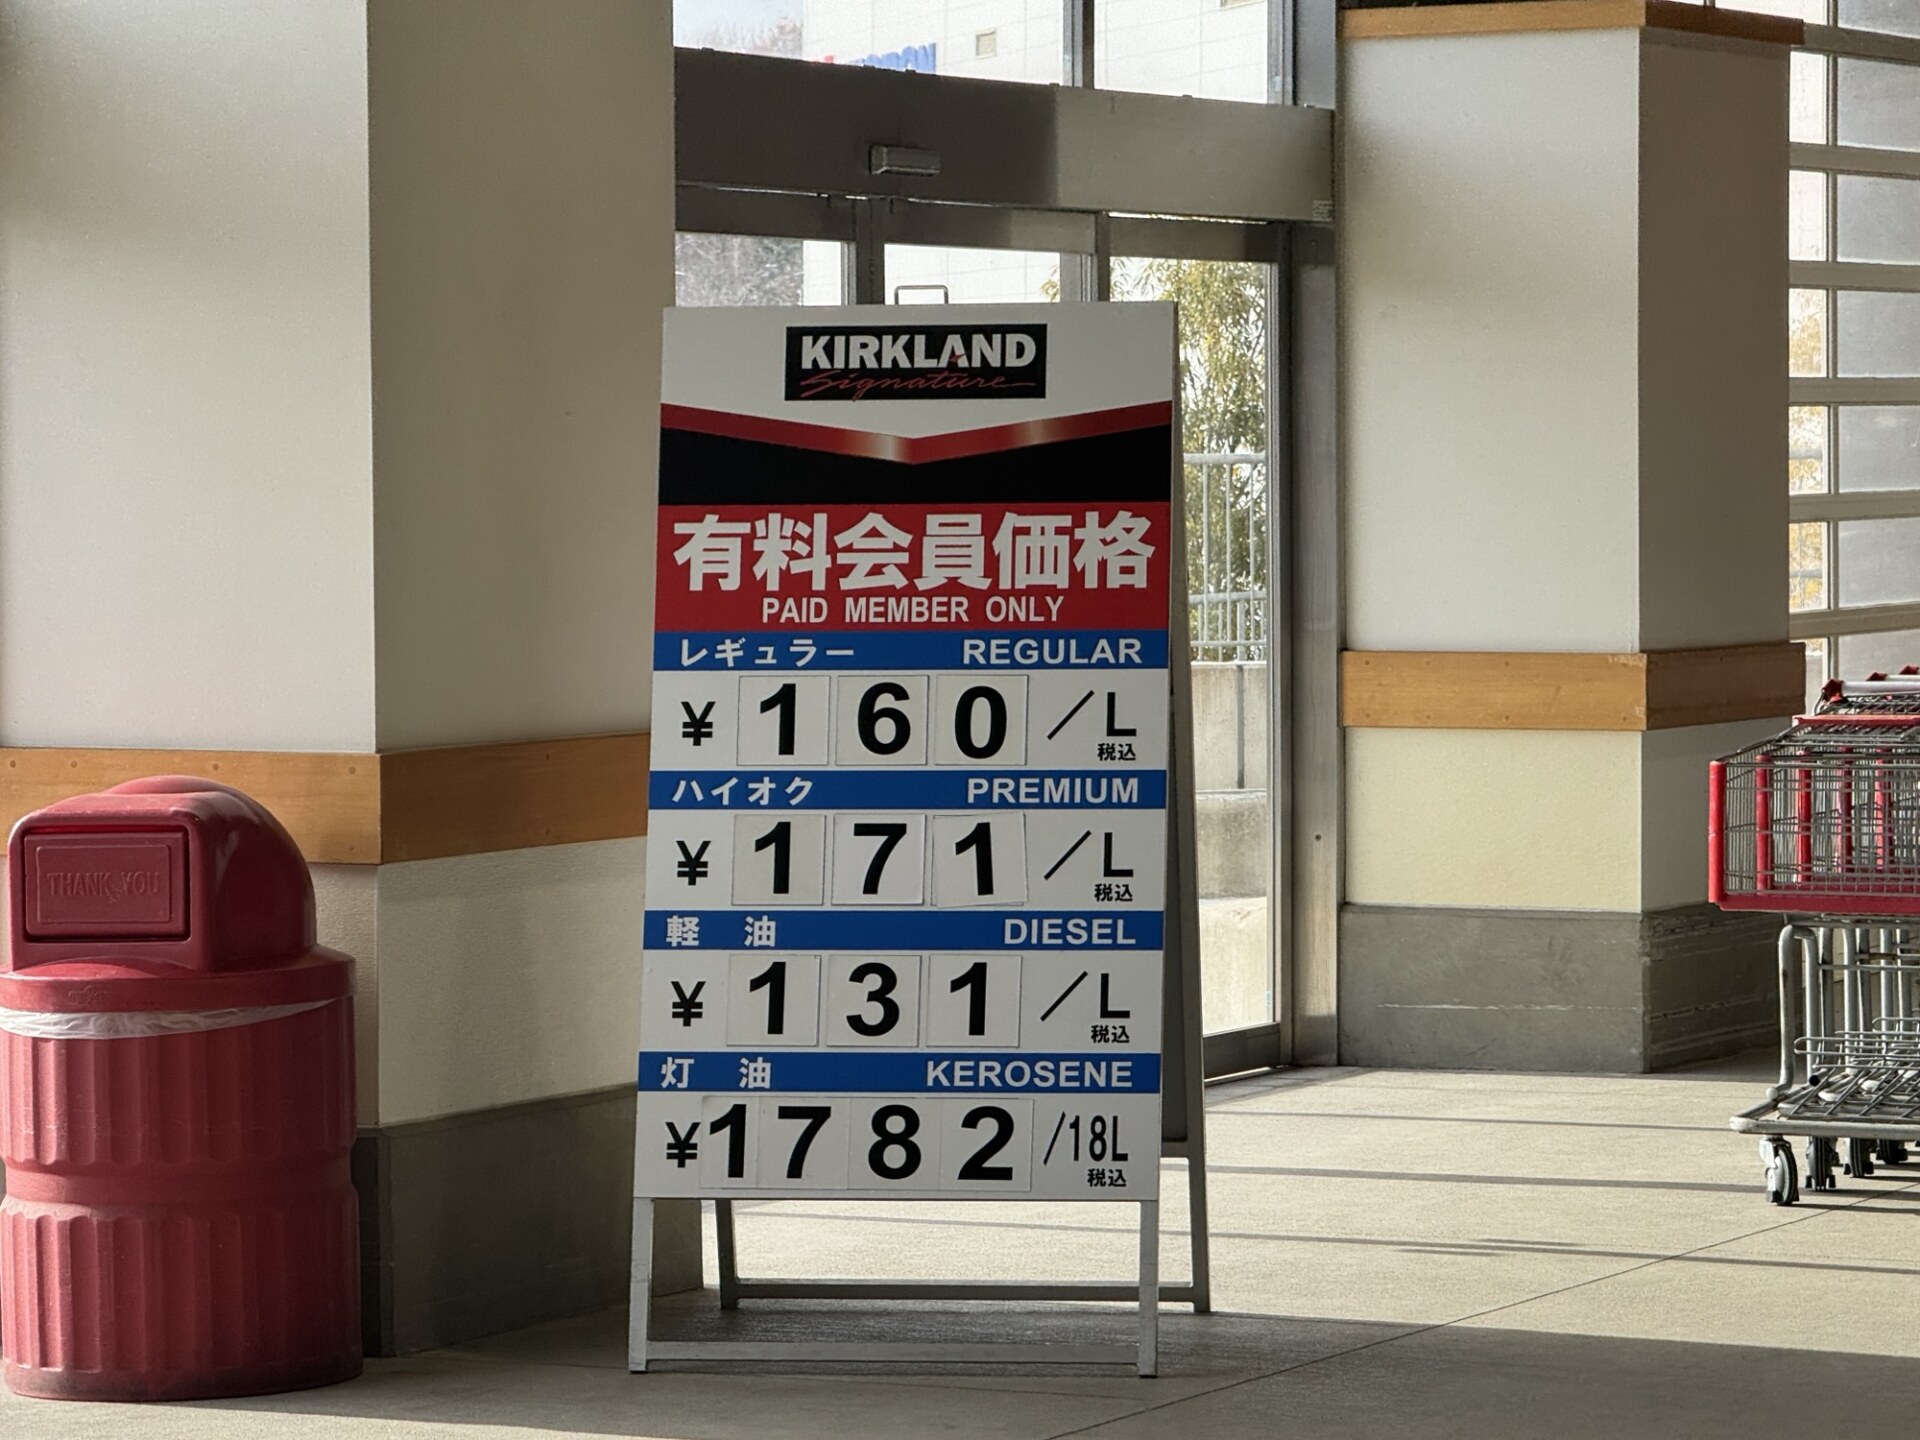 KIRKLAND
Signature
有料会員価格
PAID MEMBER ONLY
レギュラー REGULAR
¥ 160 /L
税込
ハイオク PREMIUM
¥ 171 /L
税込
軽 油 DIESEL
¥ 131 /L
税込
灯 油 KEROSENE
¥1782 /18L
税込
THANK YOU